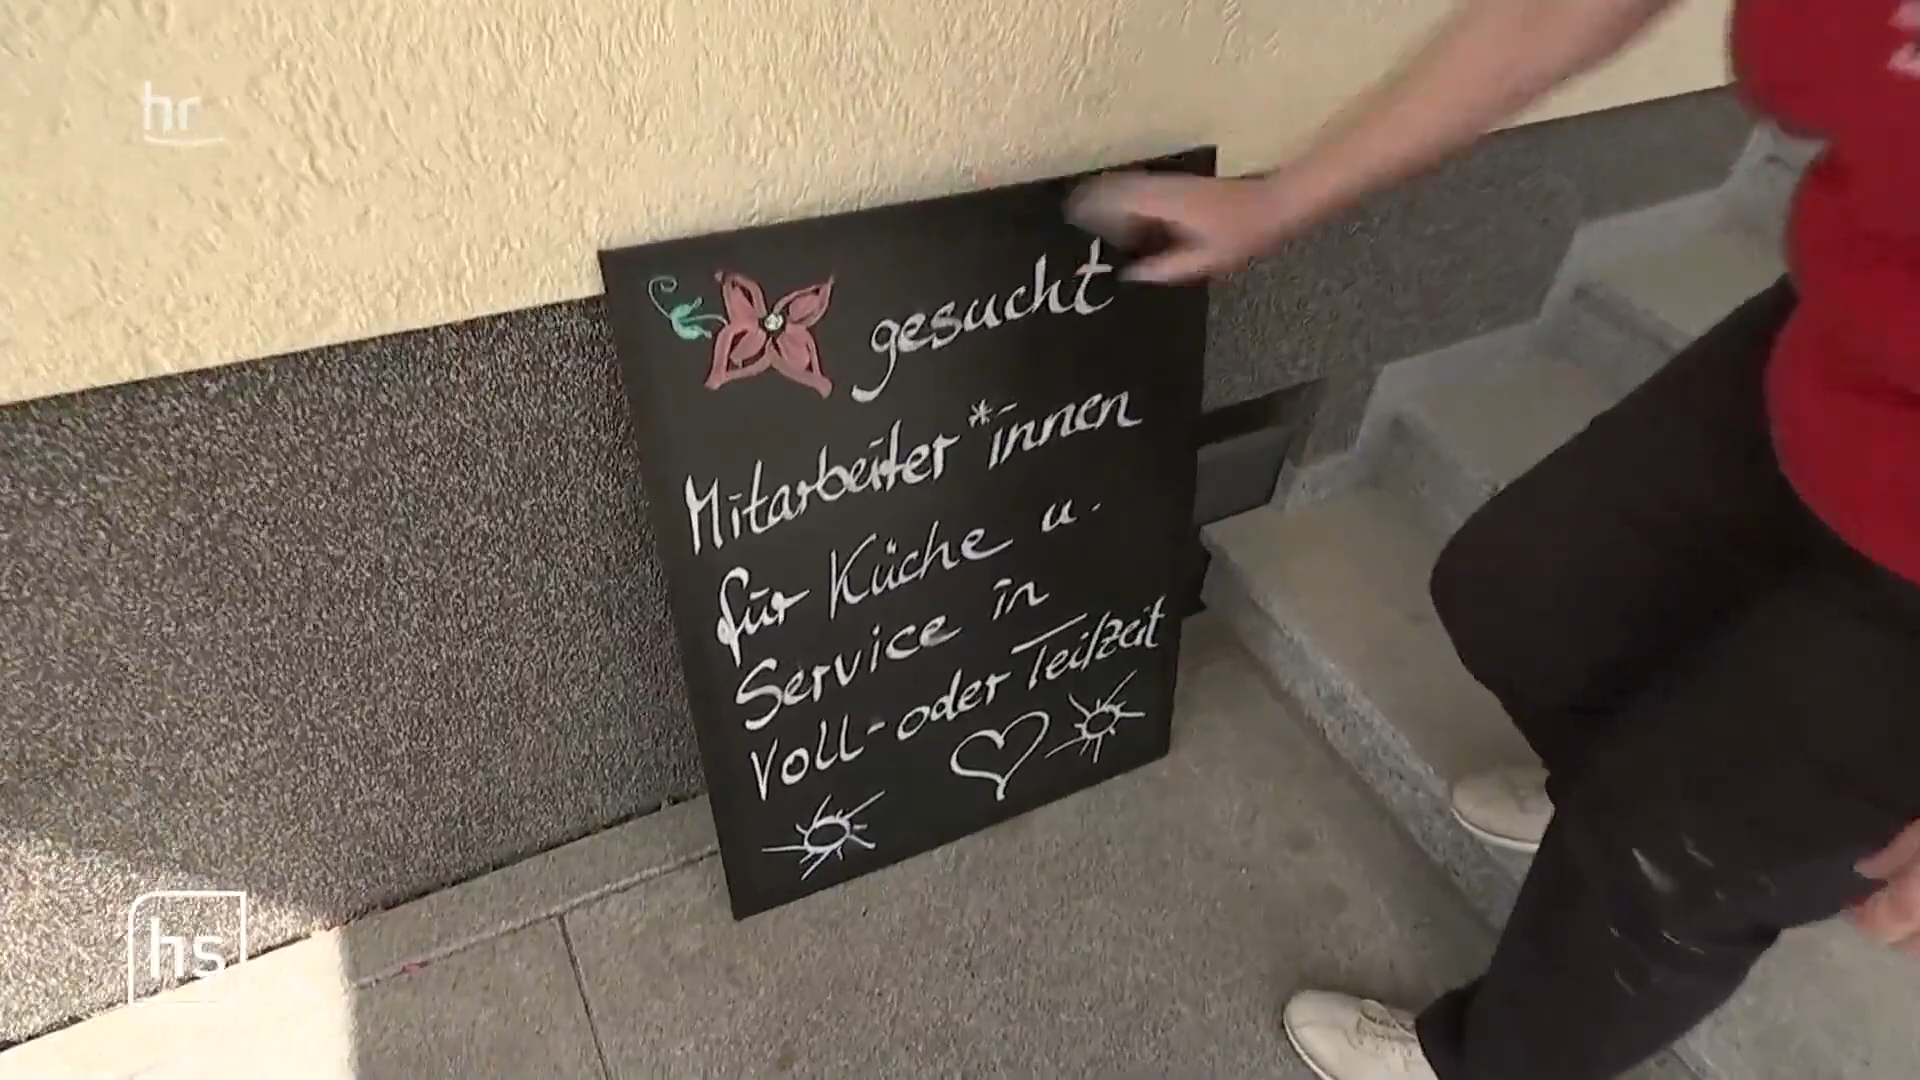 hr
gesucht
Mitarbeiter*innen
für Küche u.
Service in
Voll-oder Teilzeit
hs